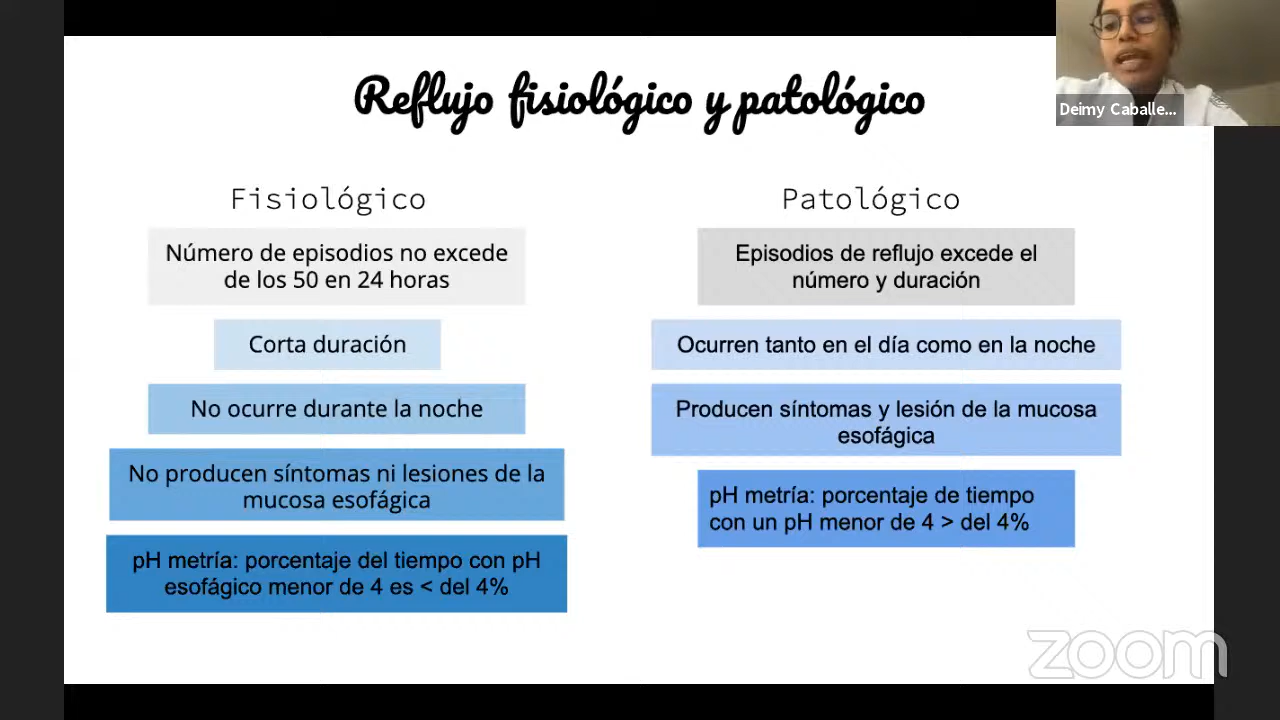 Reflujo fisiológico y patológico
Deimy Caballe...
Fisiológico
Número de episodios no excede
de los 50 en 24 horas
Corta duración
No ocurre durante la noche
No producen síntomas ni lesiones de la
mucosa esofágica
pH metría: porcentaje del tiempo con pH
esofágico menor de 4 es < del 4%
Patológico
Episodios de reflujo excede el
número y duración
Ocurren tanto en el día como en la noche
Producen síntomas y lesión de la mucosa
esofágica
pH metría: porcentaje de tiempo
con un pH menor de 4 > del 4%
zoom